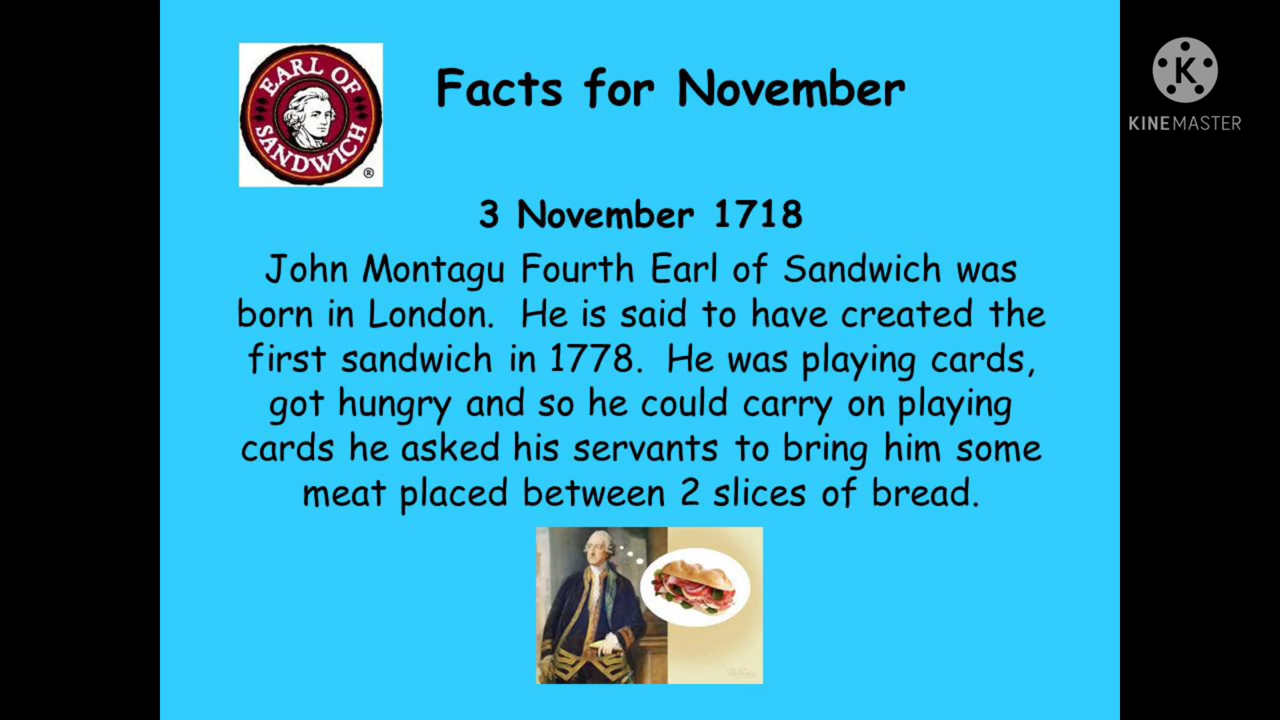 EARL OF
SANDWICH
®
Facts for November
K
KINEMASTER
3 November 1718
John Montagu Fourth Earl of Sandwich was
born in London. He is said to have created the
first sandwich in 1778. He was playing cards,
got hungry and so he could carry on playing
cards he asked his servants to bring him some
meat placed between 2 slices of bread.